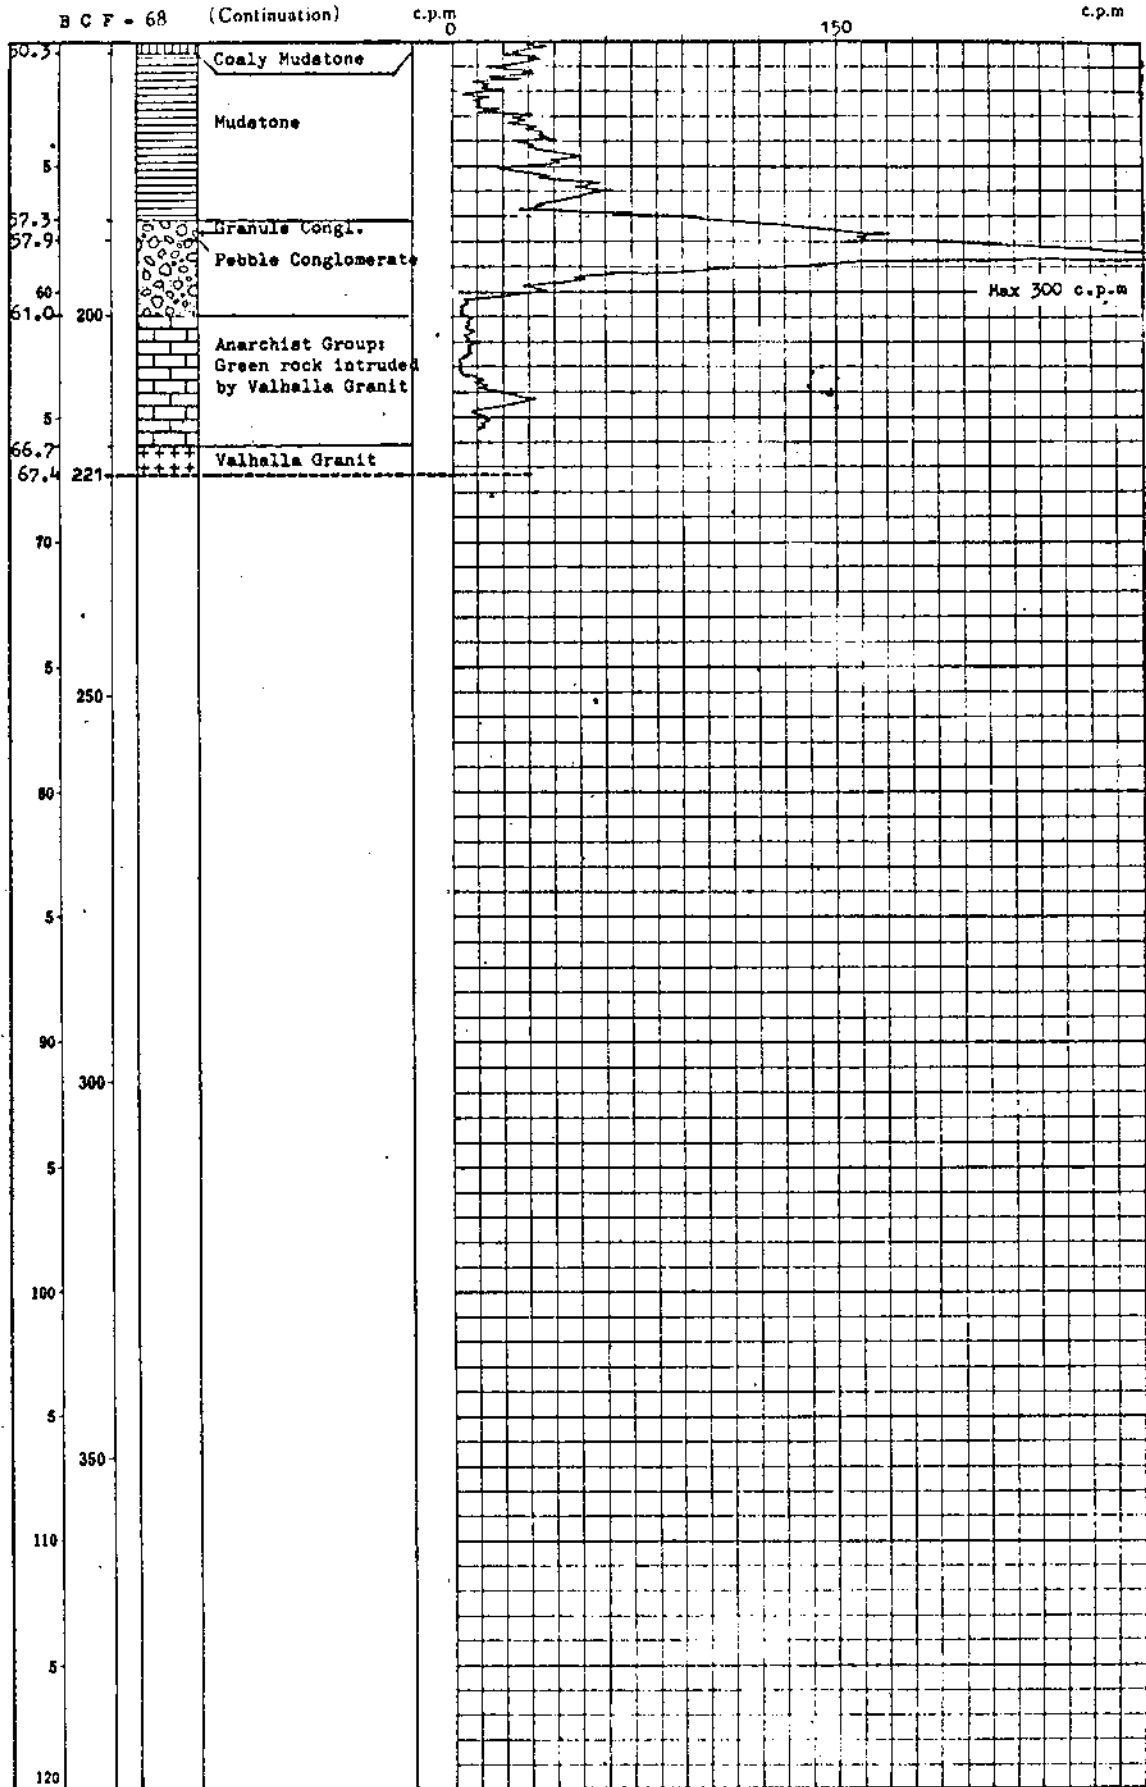 B C F - 68 (Continuation) c.p.m c.p.m
0 150
50.3
Coaly Mudstone
Mudstone
5
57.3
Granule Congl.
57.9
Pebble Conglomerate
60
Max 300 c.p.m
61.0 200
Anarchist Group:
Green rock intruded
by Valhalla Granit
5
66.7
Valhalla Granit
67.4 221
70
5
250
80
5
90
300
5
100
5
350
110
5
120